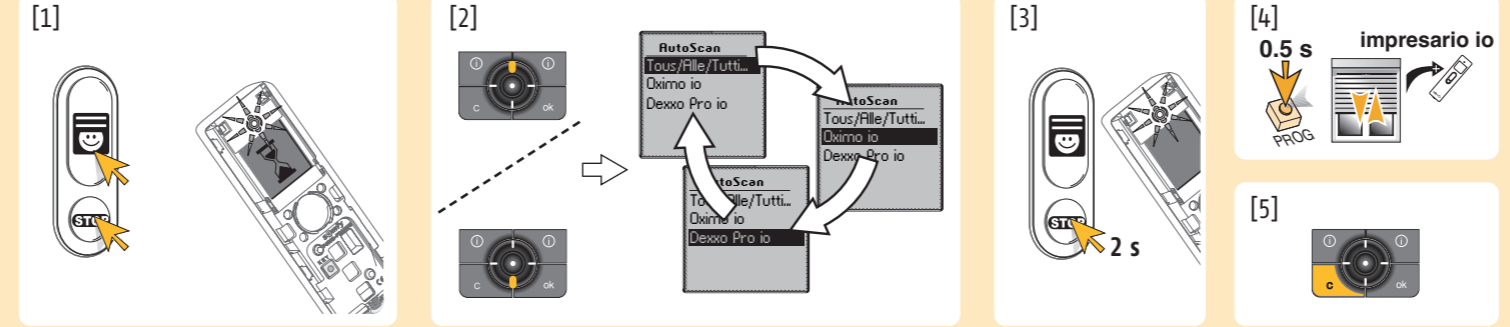 [1]
STOP
[2]
c
ok
c
ok
AutoScan
Tous/Alle/Tutti...
Oximo io
Dexxo Pro io
AutoScan
Tous/Alle/Tutti...
Oximo io
Dexxo Pro io
AutoScan
Tous/Alle/Tutti...
Oximo io
Dexxo Pro io
[3]
STOP
2 s
[4]
0.5 s
PROG
impresario io
[5]
c
ok